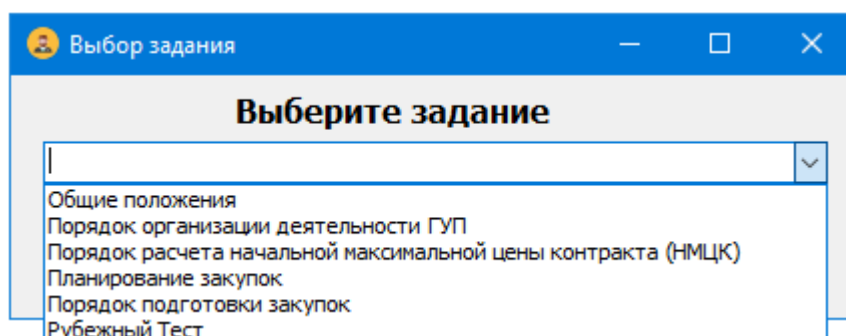 Выбор задания
Выберите задание
Общие положения
Порядок организации деятельности ГУП
Порядок расчета начальной максимальной цены контракта (НМЦК)
Планирование закупок
Порядок подготовки закупок
Рубежный Тест